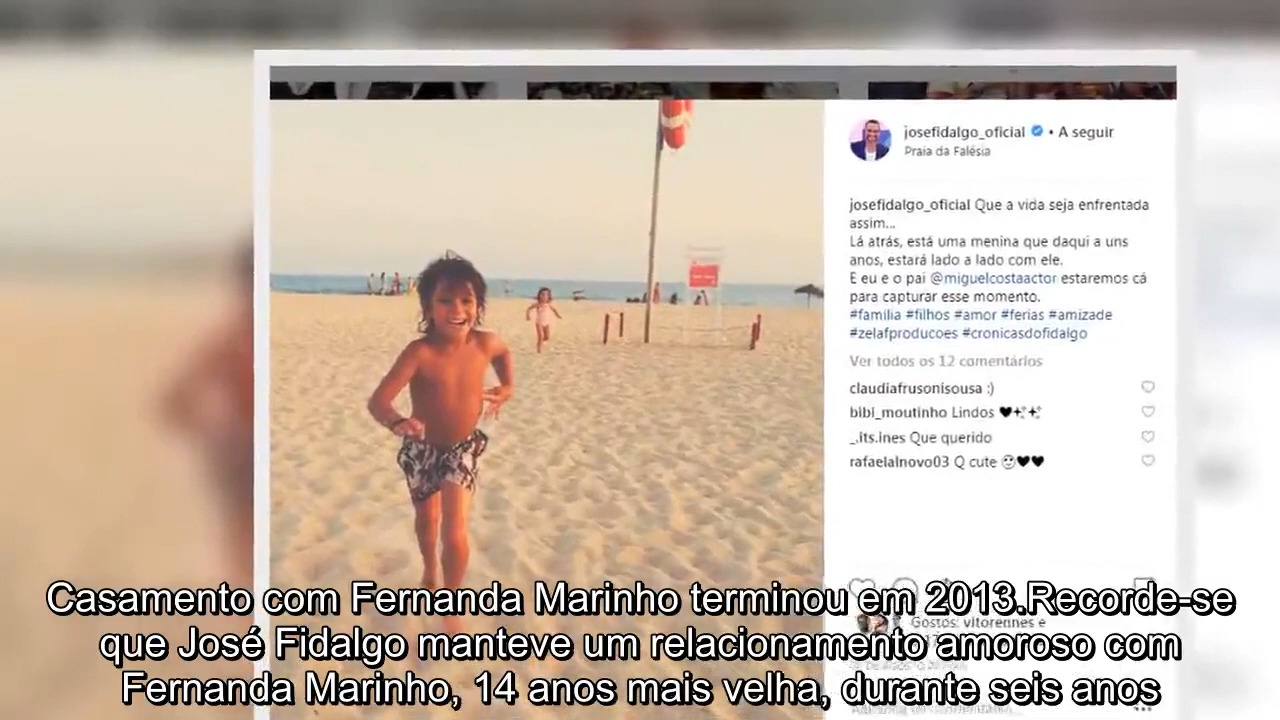 josefidalgo_oficial • A seguir
Praia da Falésia
josefidalgo_oficial Que a vida seja enfrentada
assim...
Lá atrás, está uma menina que daqui a uns
anos, estará lado a lado com ele.
E eu e o pai @miguelcostaactor estaremos cá
para capturar esse momento.
#familia #filhos #amor #ferias #amizade
#zelafproducoes #cronicasdofidalgo
Ver todos os 12 comentários
claudiafrusonisousa :)
bibi_moutinho Lindos 🖤✨✨
_.its.ines Que querido
rafaelalnovo03 Q cute 🙂🖤🖤
Gostos: vitorennes e
Casamento com Fernanda Marinho terminou em 2013.Recorde-se
que José Fidalgo manteve um relacionamento amoroso com
Fernanda Marinho, 14 anos mais velha, durante seis anos